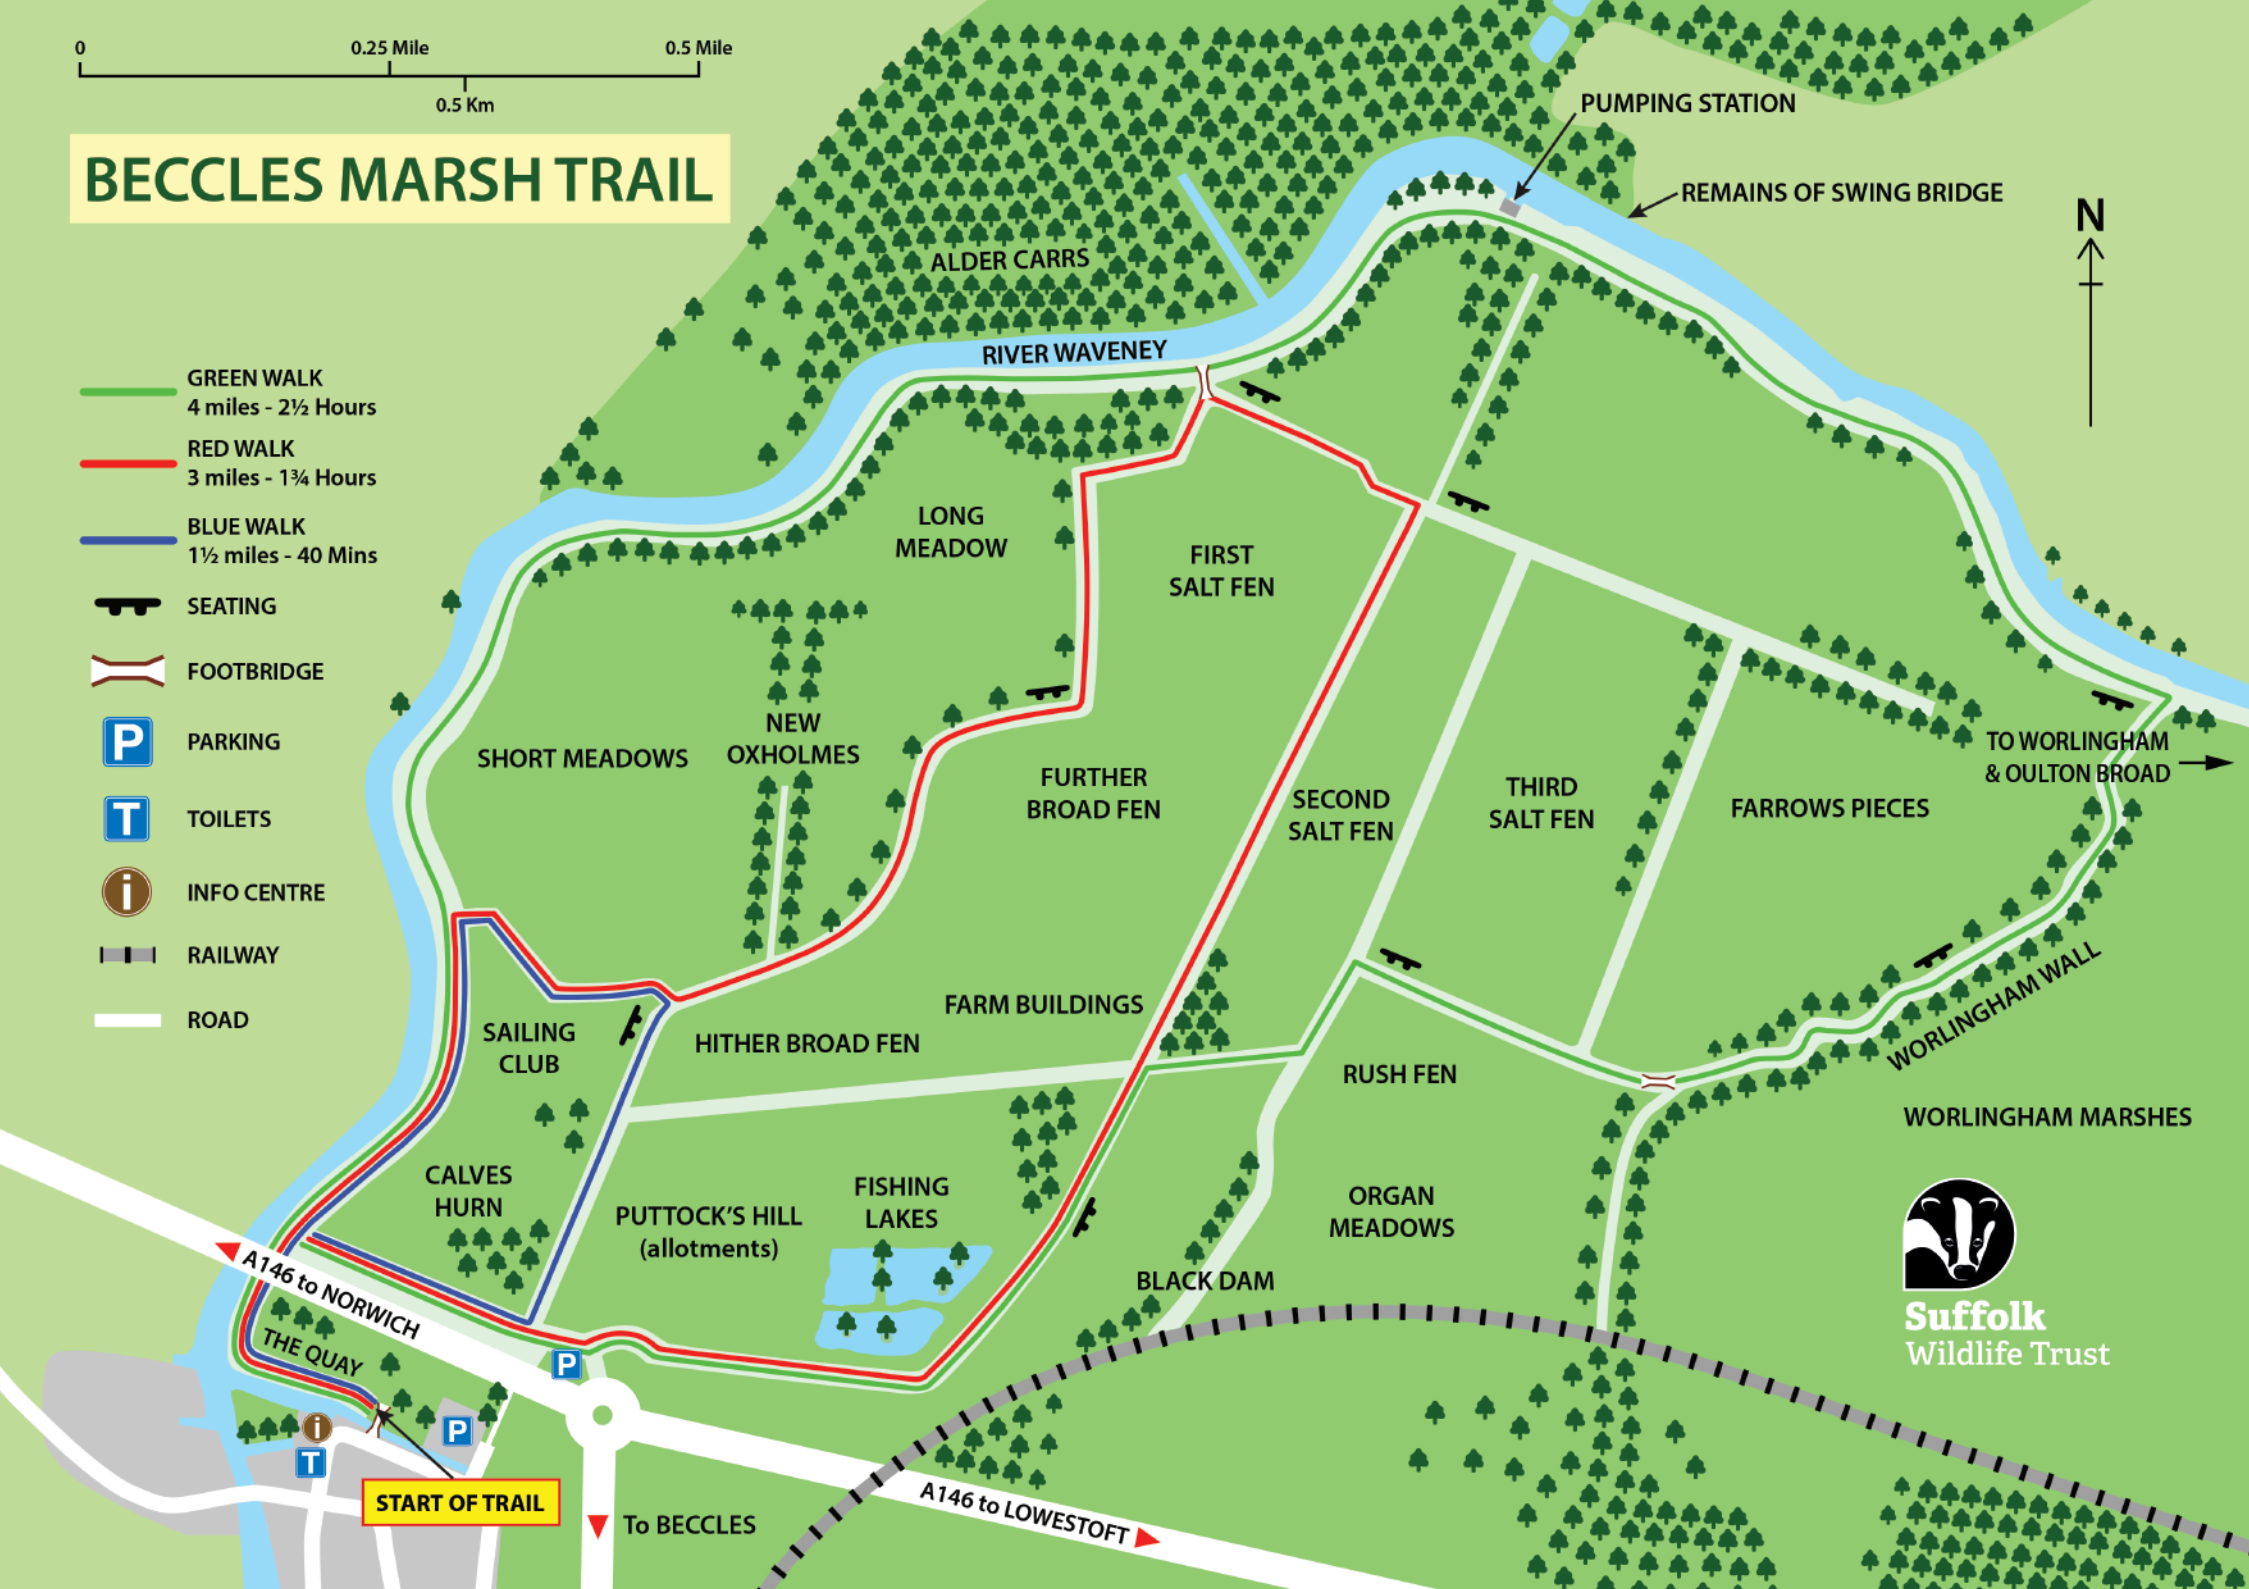 0
0.25 Mile
0.5 Mile
0.5 Km
BECCLES MARSH TRAIL
GREEN WALK
4 miles - 2½ Hours
RED WALK
3 miles - 1¾ Hours
BLUE WALK
1½ miles - 40 Mins
SEATING
FOOTBRIDGE
P
PARKING
T
TOILETS
i
INFO CENTRE
RAILWAY
ROAD
PUMPING STATION
REMAINS OF SWING BRIDGE
N
ALDER CARRS
RIVER WAVENEY
LONG
MEADOW
FIRST
SALT FEN
SHORT MEADOWS
NEW
OXHOLMES
FURTHER
BROAD FEN
SECOND
SALT FEN
THIRD
SALT FEN
FARROWS PIECES
TO WORLINGHAM
& OULTON BROAD
SAILING
CLUB
HITHER BROAD FEN
FARM BUILDINGS
RUSH FEN
WORLINGHAM WALL
WORLINGHAM MARSHES
CALVES
HURN
PUTTOCK'S HILL
(allotments)
FISHING
LAKES
ORGAN
MEADOWS
BLACK DAM
A146 to NORWICH
THE QUAY
P
i
T
P
START OF TRAIL
To BECCLES
A146 to LOWESTOFT
Suffolk
Wildlife Trust